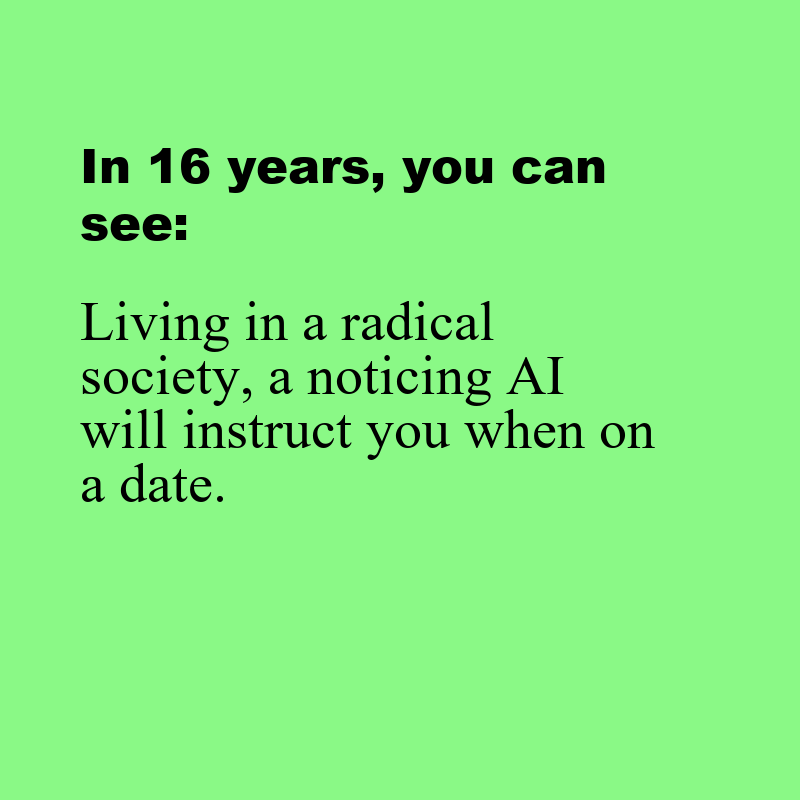 In 16 years, you can
see:
Living in a radical
society, a noticing AI
will instruct you when on
a date.